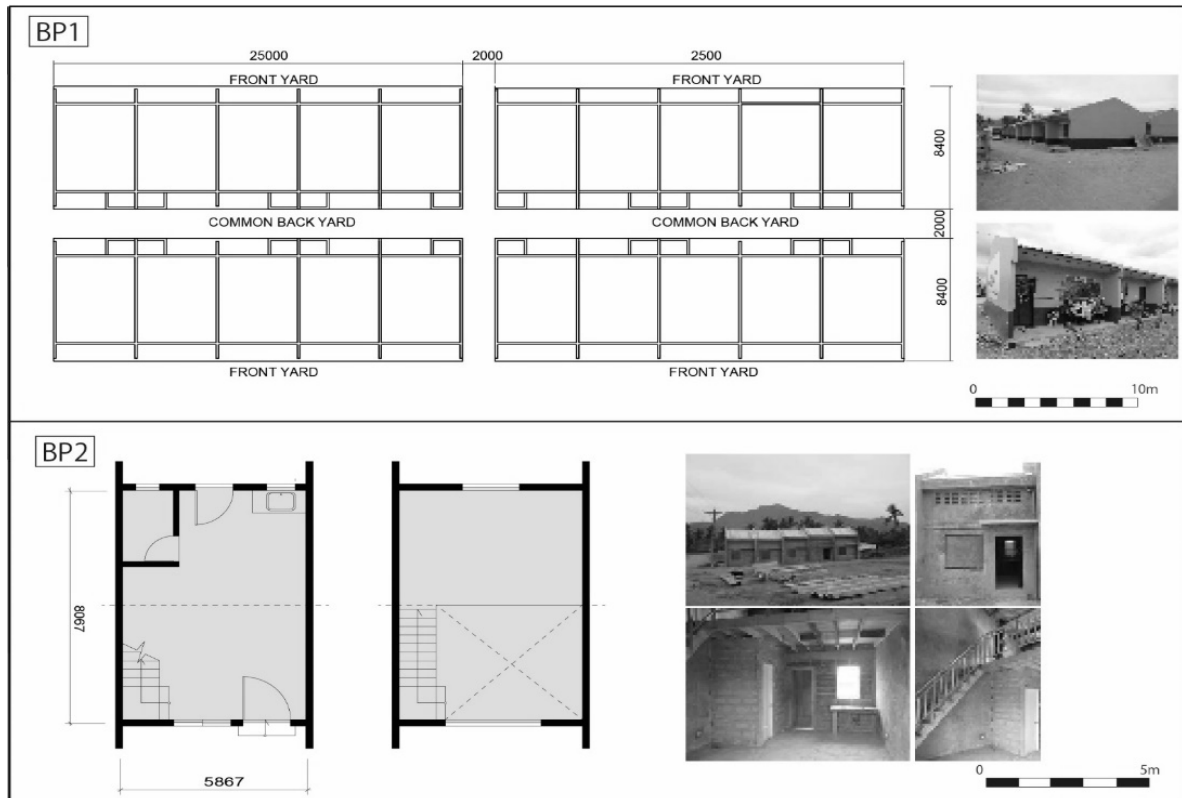 BP1
25000
2000
2500
FRONT YARD
FRONT YARD
8400
COMMON BACK YARD
COMMON BACK YARD
2000
8400
FRONT YARD
FRONT YARD
0
10m
BP2
8067
5867
0
5m